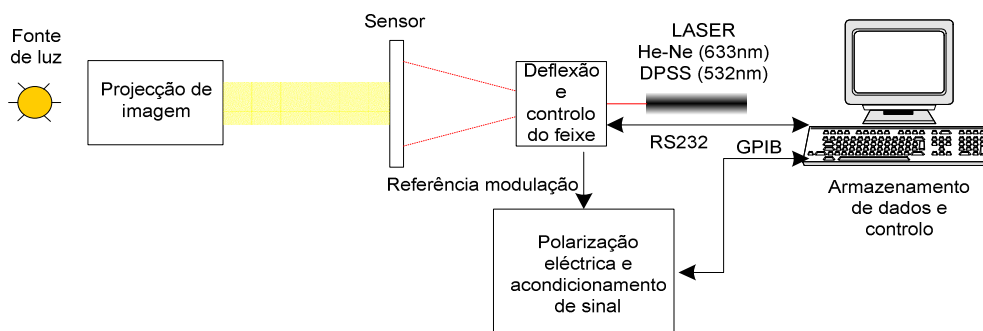 Fonte
de luz
Projecção de
imagem
Sensor
Deflexão
e
controlo
do feixe
LASER
He-Ne (633nm)
DPSS (532nm)
RS232
GPIB
Referência modulação
Armazenamento
de dados e
controlo
Polarização
eléctrica e
acondicionamento
de sinal